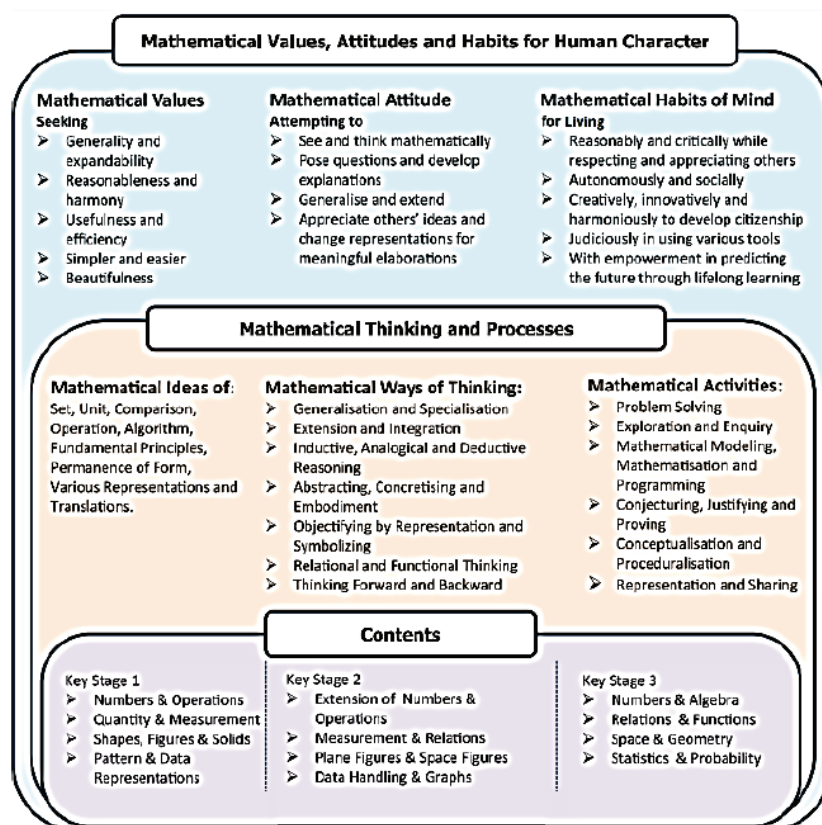 Mathematical Values, Attitudes and Habits for Human Character
Mathematical Values
Seeking
➢ Generality and
expandability
➢ Reasonableness and
harmony
➢ Usefulness and
efficiency
➢ Simpler and easier
➢ Beautifulness
Mathematical Attitude
Attempting to
➢ See and think mathematically
➢ Pose questions and develop
explanations
➢ Generalise and extend
➢ Appreciate others' ideas and
change representations for
meaningful elaborations
Mathematical Habits of Mind
for Living
➢ Reasonably and critically while
respecting and appreciating others
➢ Autonomously and socially
➢ Creatively, innovatively and
harmoniously to develop citizenship
➢ Judiciously in using various tools
➢ With empowerment in predicting
the future through lifelong learning
Mathematical Thinking and Processes
Mathematical Ideas of:
Set, Unit, Comparison,
Operation, Algorithm,
Fundamental Principles,
Permanence of Form,
Various Representations and
Translations.
Mathematical Ways of Thinking:
➢ Generalisation and Specialisation
➢ Extension and Integration
➢ Inductive, Analogical and Deductive
Reasoning
➢ Abstracting, Concretising and
Embodiment
➢ Objectifying by Representation and
Symbolizing
➢ Relational and Functional Thinking
➢ Thinking Forward and Backward
Mathematical Activities:
➢ Problem Solving
➢ Exploration and Enquiry
➢ Mathematical Modeling,
Mathematisation and
Programming
➢ Conjecturing, Justifying and
Proving
➢ Conceptualisation and
Proceduralisation
➢ Representation and Sharing
Contents
Key Stage 1
➢ Numbers & Operations
➢ Quantity & Measurement
➢ Shapes, Figures & Solids
➢ Pattern & Data
Representations
Key Stage 2
➢ Extension of Numbers &
Operations
➢ Measurement & Relations
➢ Plane Figures & Space Figures
➢ Data Handling & Graphs
Key Stage 3
➢ Numbers & Algebra
➢ Relations & Functions
➢ Space & Geometry
➢ Statistics & Probability